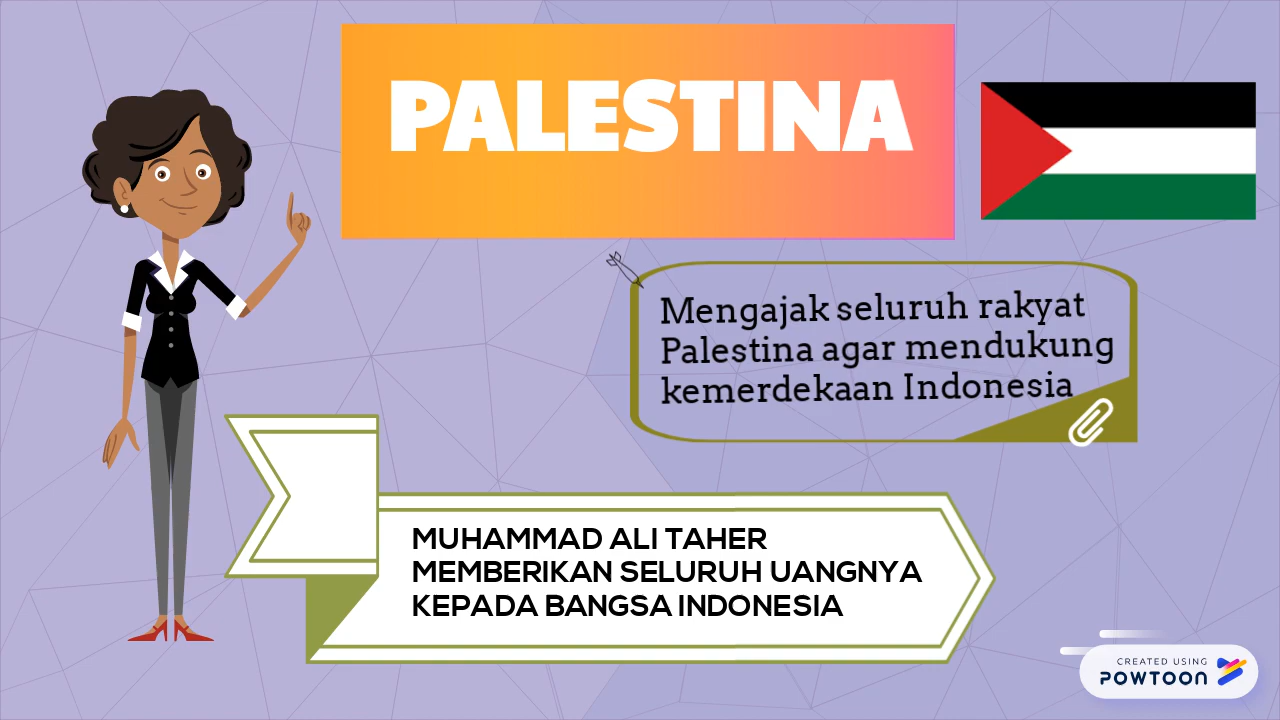 PALESTINA
Mengajak seluruh rakyat
Palestina agar mendukung
kemerdekaan Indonesia
MUHAMMAD ALI TAHER
MEMBERIKAN SELURUH UANGNYA
KEPADA BANGSA INDONESIA
CREATED USING
POWTOON